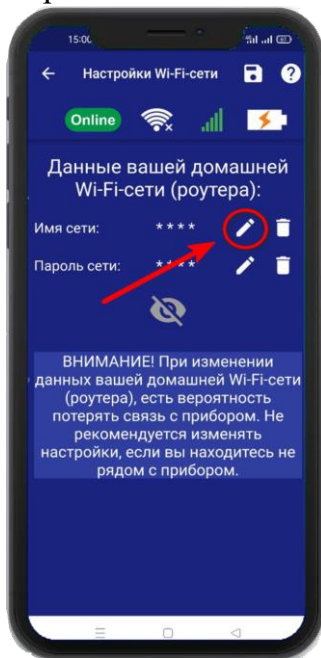 15:00
Настройки Wi-Fi-сети
Online
Данные вашей домашней
Wi-Fi-сети (роутера):
Имя сети: ****
Пароль сети: ****
ВНИМАНИЕ! При изменении
данных вашей домашней Wi-Fi-сети
(роутера), есть вероятность
потерять связь с прибором. Не
рекомендуется изменять
настройки, если вы находитесь не
рядом с прибором.